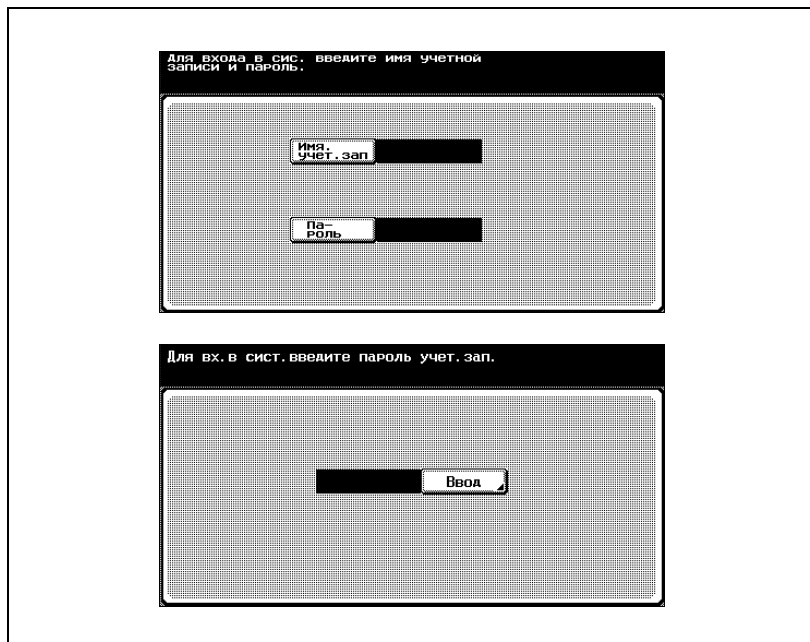 Для входа в сис. введите имя учетной
записи и пароль.
Имя.
учет.зап
Па-
роль
Для вх.в сист.введите пароль учет.зап.
Ввод